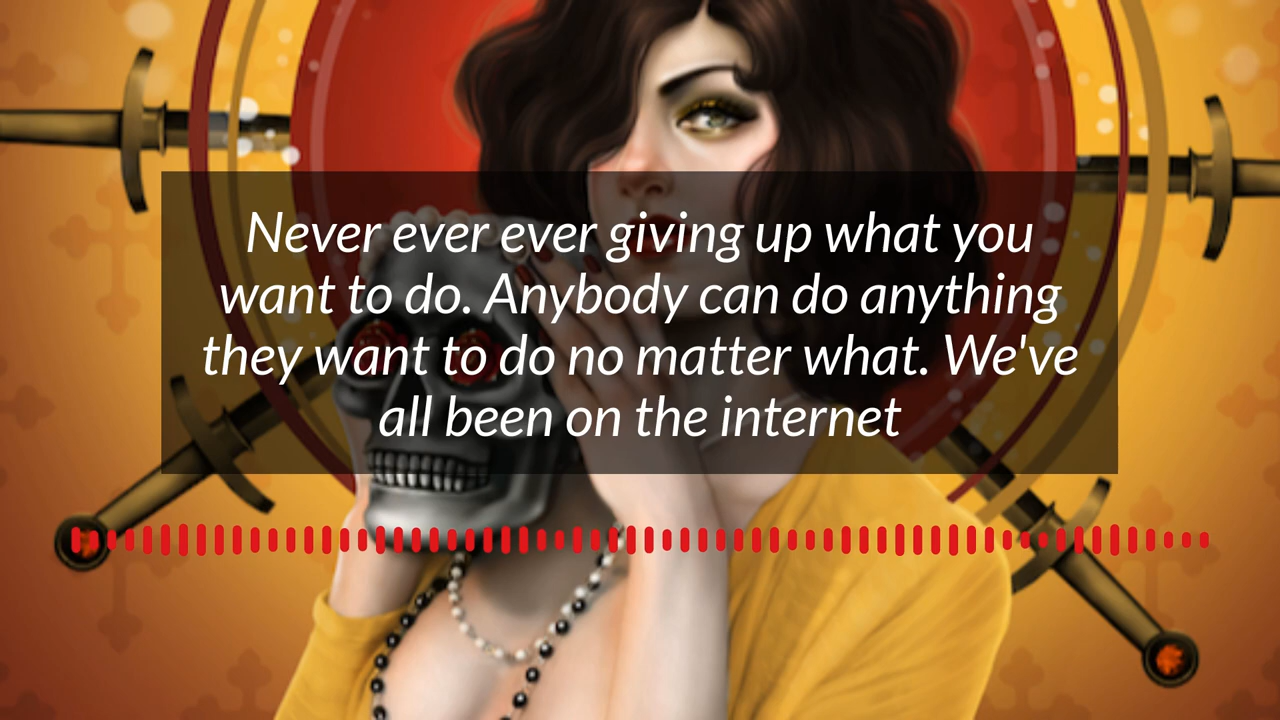 Never ever ever giving up what you
want to do. Anybody can do anything
they want to do no matter what. We've
all been on the internet